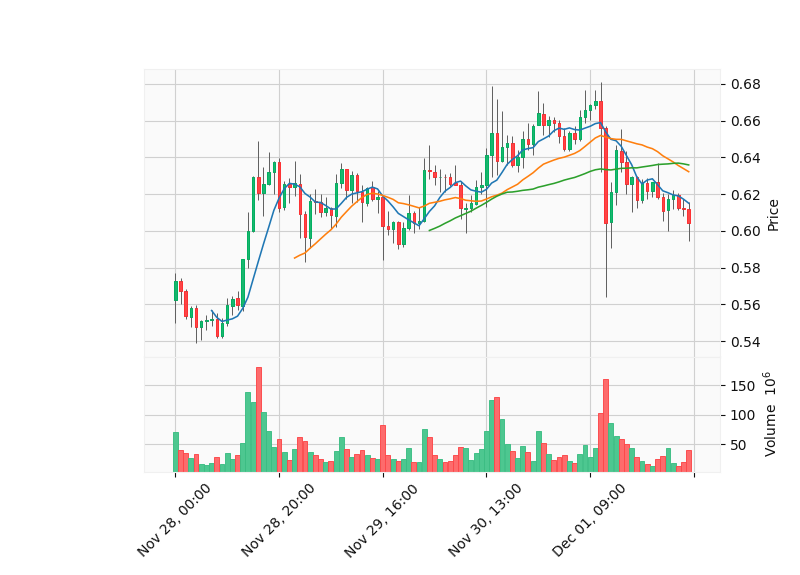 0.68
0.66
0.64
0.62
0.60
0.58
0.56
0.54
Price
150
100
50
Volume 10⁶
Nov 28, 00:00
Nov 28, 20:00
Nov 29, 16:00
Nov 30, 13:00
Dec 01, 09:00